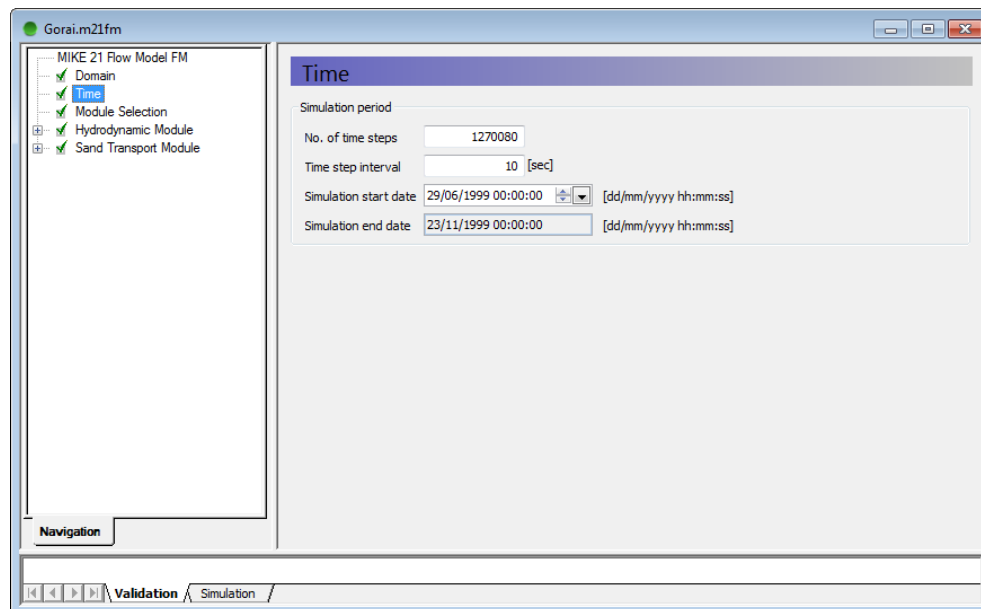 Gorai.m21fm
MIKE 21 Flow Model FM
Domain
Time
Module Selection
Hydrodynamic Module
Sand Transport Module
Navigation
Time
Simulation period
No. of time steps 1270080
Time step interval 10 [sec]
Simulation start date 29/06/1999 00:00:00 [dd/mm/yyyy hh:mm:ss]
Simulation end date 23/11/1999 00:00:00 [dd/mm/yyyy hh:mm:ss]
Validation Simulation